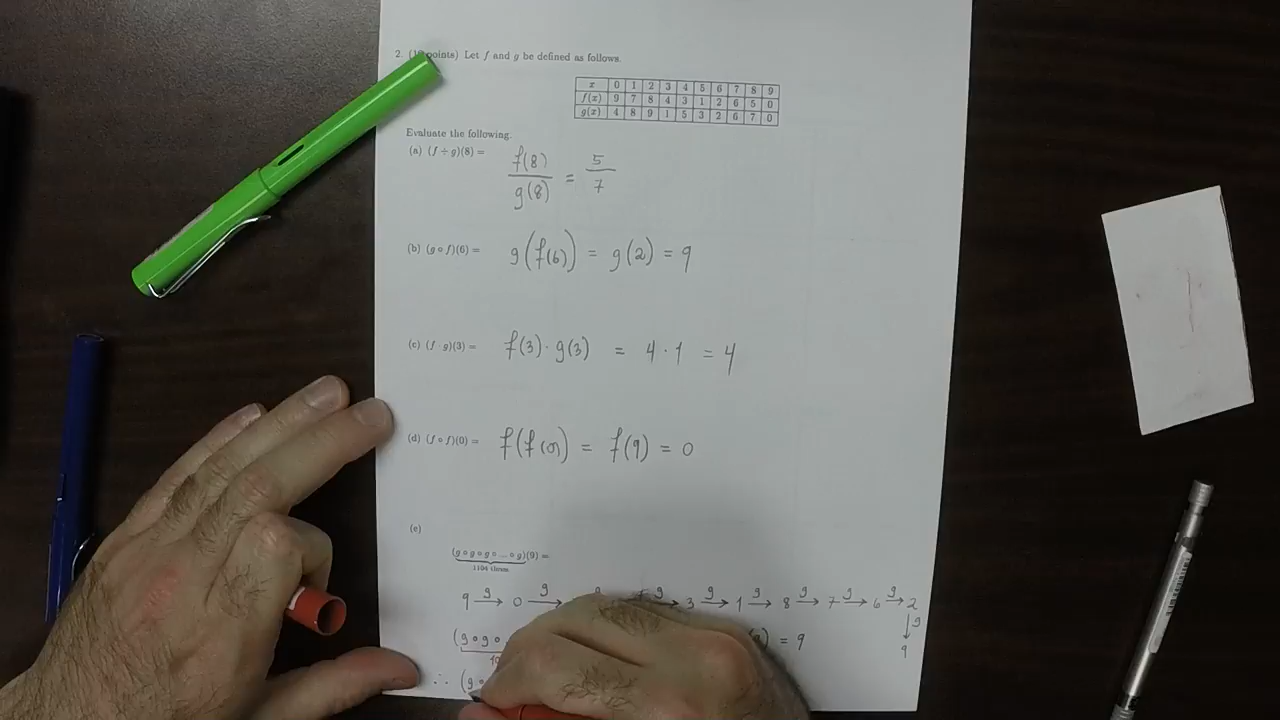 2. points) Let f and g be defined as follows.
x 0 1 2 3 4 5 6 7 8 9
f(x) 9 7 8 4 3 1 2 6 5 0
g(x) 4 8 9 1 5 3 2 6 7 0
Evaluate the following.
(a) (f ÷ g)(8) = f(8)/g(8) = 5/7
(b) (g ∘ f)(6) = g(f(6)) = g(2) = 9
(c) (f · g)(3) = f(3) · g(3) = 4 · 1 = 4
(d) (f ∘ f)(0) = f(f(0)) = f(9) = 0
(e)
(g ∘ g ∘ g ∘ ... ∘ g)(9) =
1104 times
9 →g 0 →g →g 3 →g 1 →g 8 →g 7 →g 6 →g 2
↓g
(g ∘ g ∘ = 9
9
∴ (g ∘